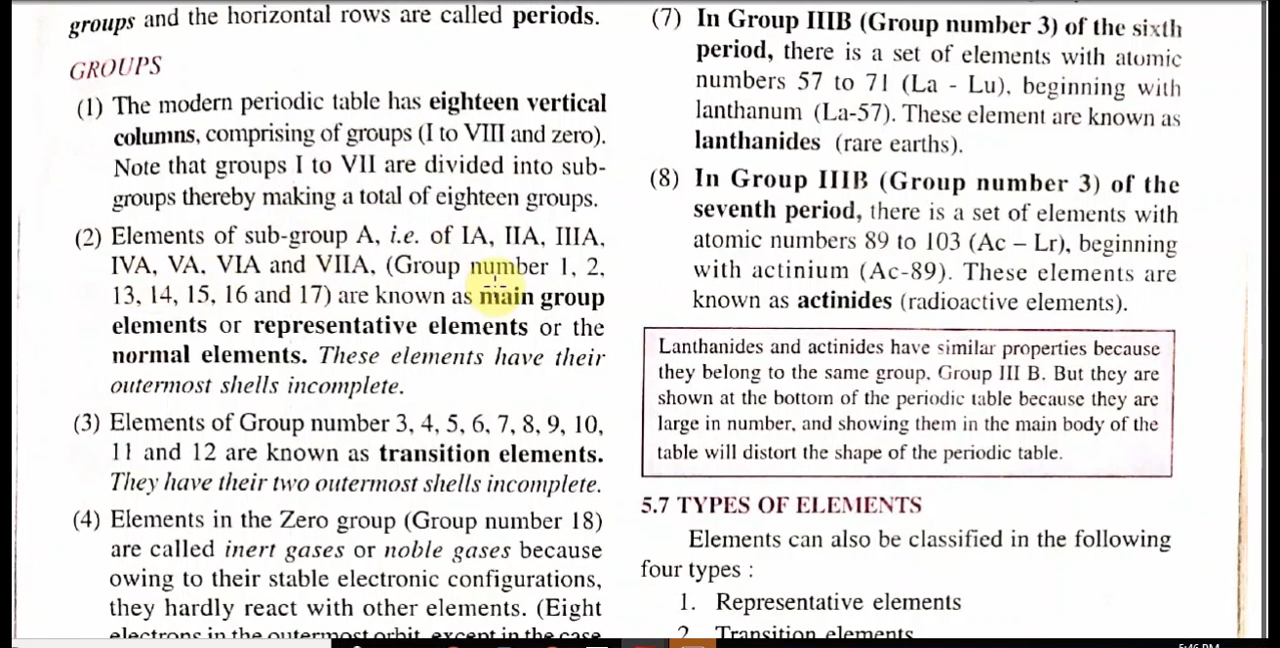 groups and the horizontal rows are called periods.
GROUPS
(1) The modern periodic table has eighteen vertical
columns, comprising of groups (I to VIII and zero).
Note that groups I to VII are divided into sub-
groups thereby making a total of eighteen groups.
(2) Elements of sub-group A, i.e. of IA, IIA, IIIA,
IVA, VA, VIA and VIIA, (Group number 1, 2,
13, 14, 15, 16 and 17) are known as main group
elements or representative elements or the
normal elements. These elements have their
outermost shells incomplete.
(3) Elements of Group number 3, 4, 5, 6, 7, 8, 9, 10,
11 and 12 are known as transition elements.
They have their two outermost shells incomplete.
(4) Elements in the Zero group (Group number 18)
are called inert gases or noble gases because
owing to their stable electronic configurations,
they hardly react with other elements. (Eight
electrons in the outermost orbit, except in the case
(7) In Group IIIB (Group number 3) of the sixth
period, there is a set of elements with atomic
numbers 57 to 71 (La - Lu), beginning with
lanthanum (La-57). These element are known as
lanthanides (rare earths).
(8) In Group IIIB (Group number 3) of the
seventh period, there is a set of elements with
atomic numbers 89 to 103 (Ac – Lr), beginning
with actinium (Ac-89). These elements are
known as actinides (radioactive elements).
Lanthanides and actinides have similar properties because
they belong to the same group, Group III B. But they are
shown at the bottom of the periodic table because they are
large in number, and showing them in the main body of the
table will distort the shape of the periodic table.
5.7 TYPES OF ELEMENTS
Elements can also be classified in the following
four types :
1. Representative elements
2. Transition elements
5:46 PM